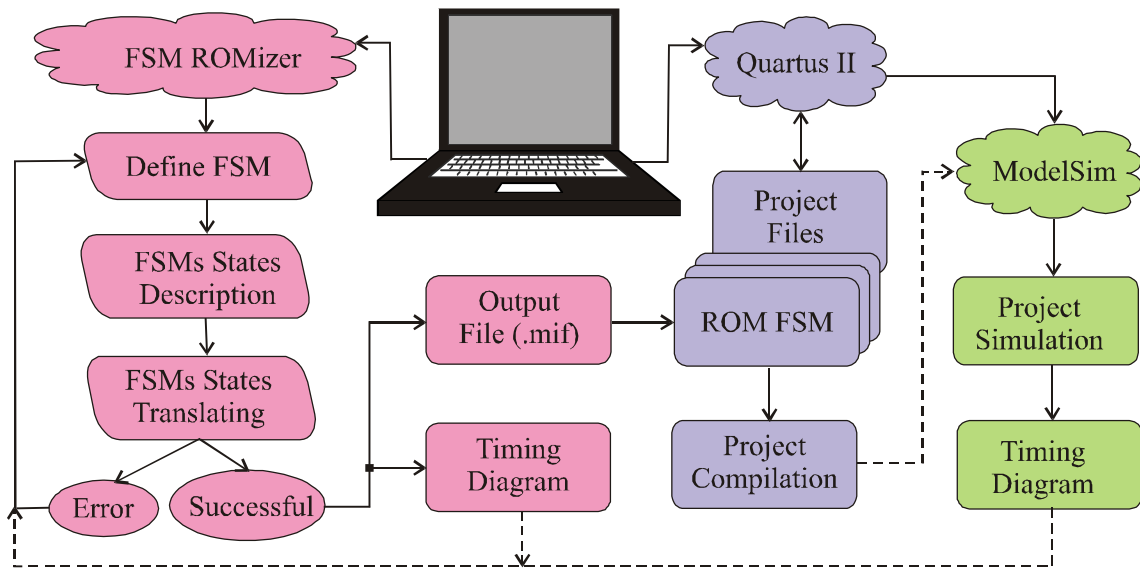 FSM ROMizer
Define FSM
FSMs States
Description
FSMs States
Translating
Error
Successful
Output
File (.mif)
Timing
Diagram
Quartus II
Project
Files
ROM FSM
Project
Compilation
ModelSim
Project
Simulation
Timing
Diagram